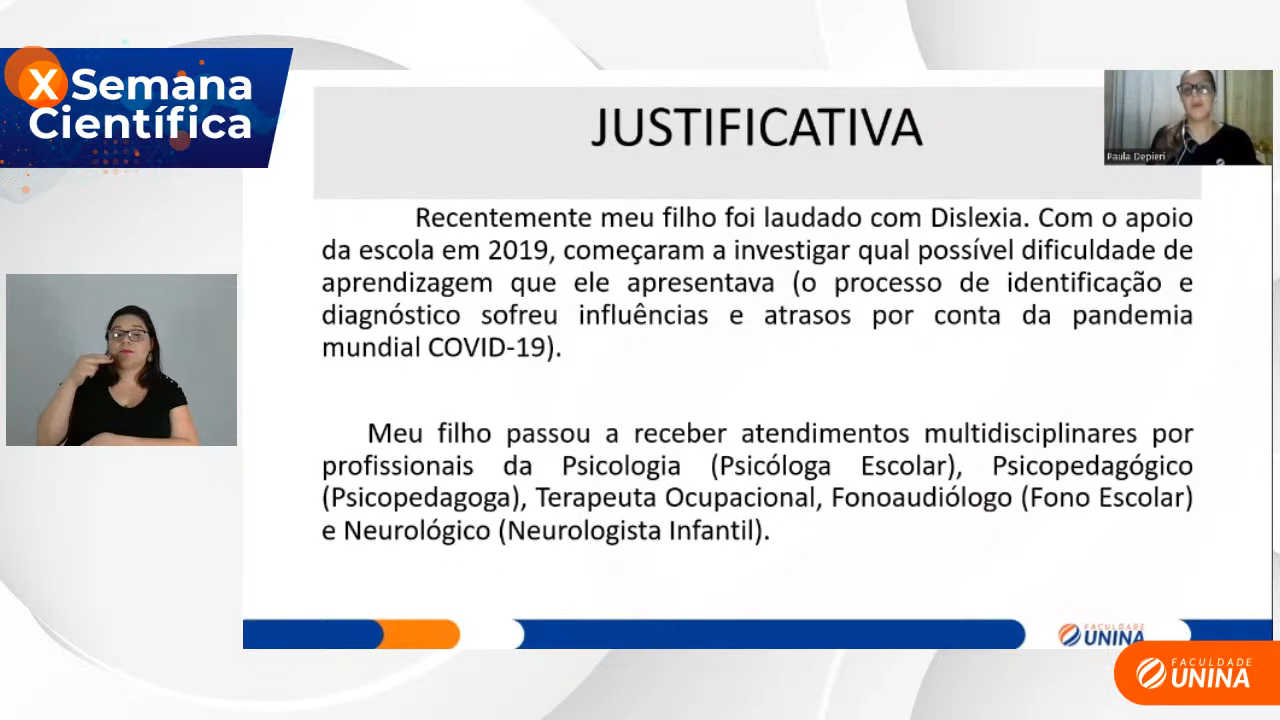 X Semana
Científica
JUSTIFICATIVA
Paula Depieri
Recentemente meu filho foi laudado com Dislexia. Com o apoio
da escola em 2019, começaram a investigar qual possível dificuldade de
aprendizagem que ele apresentava (o processo de identificação e
diagnóstico sofreu influências e atrasos por conta da pandemia
mundial COVID-19).
Meu filho passou a receber atendimentos multidisciplinares por
profissionais da Psicologia (Psicóloga Escolar), Psicopedagógico
(Psicopedagoga), Terapeuta Ocupacional, Fonoaudiólogo (Fono Escolar)
e Neurológico (Neurologista Infantil).
FACULDADE
UNINA
FACULDADE
UNINA